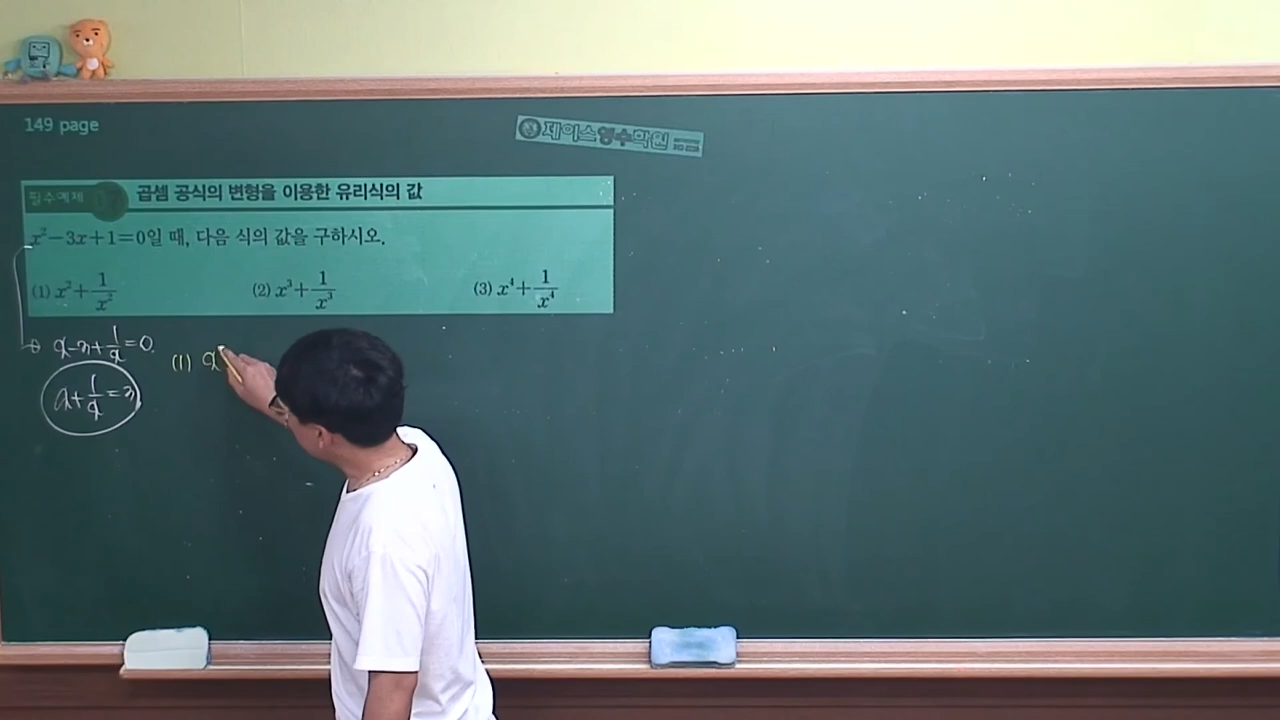 149 page
제이스영수학원
필수예제 07 곱셈 공식의 변형을 이용한 유리식의 값
x²−3x+1=0일 때, 다음 식의 값을 구하시오.
(1) x²+1/x² (2) x³+1/x³ (3) x⁴+1/x⁴
x-3+1/x=0.
x+1/x=3
(1) x